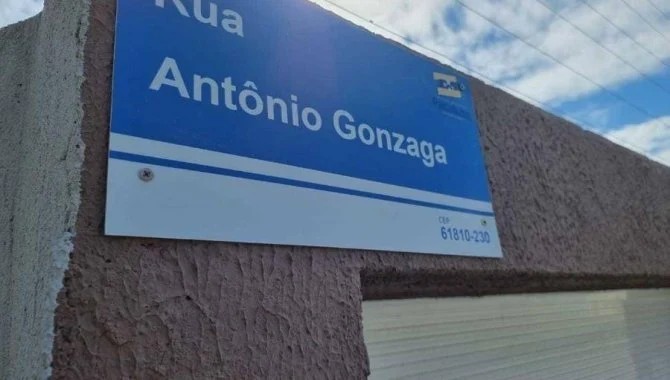 Rua
Antônio Gonzaga
CEP
61810-230